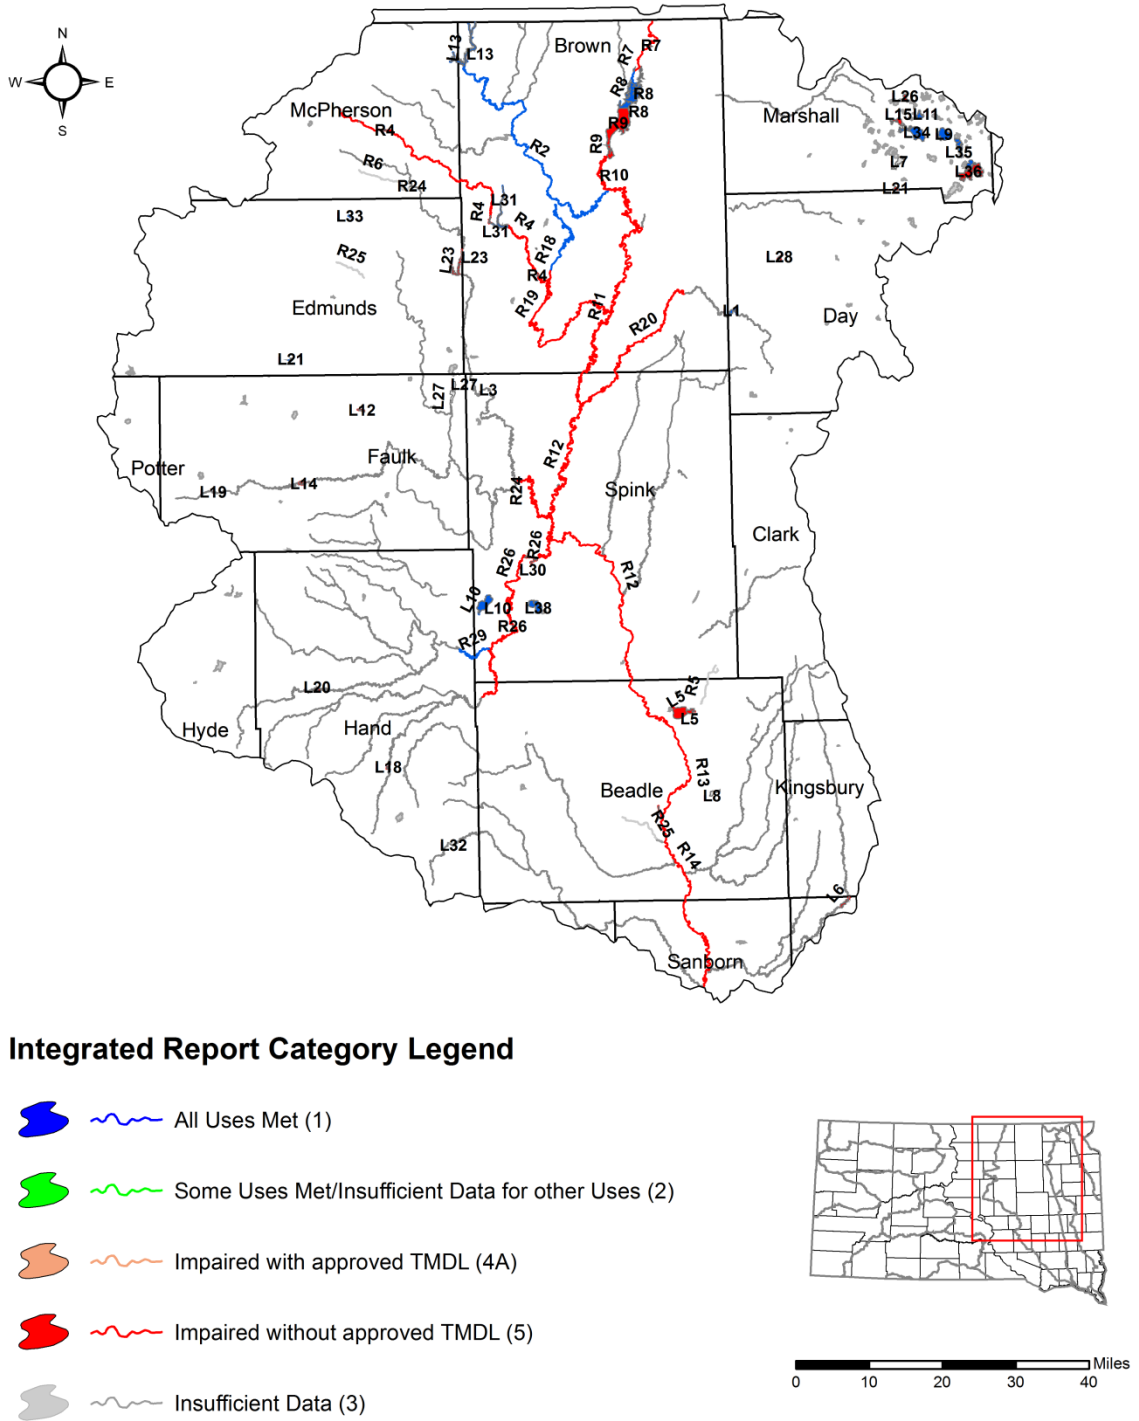 N
W E
S
L13
L13
Brown
R7
R7
McPherson
R8
R8
R8
R9
R9
R4
R2
R10
R6
R24
Marshall
L26
L15
L11
L34
L9
L35
L7
L36
L21
L33
R4
L31
L31
R4
R18
R25
L23
L23
R4
R19
R11
R20
L28
L1
Day
Edmunds
L21
L27
L27
L3
L12
Potter
Faulk
L19
L14
R24
R12
Spink
Clark
R26
R26
L30
R12
L10
L10
L38
R26
R29
L20
Hyde
Hand
L18
L32
L5
R5
L5
R13
L8
Beadle
Kingsbury
R25
R14
L6
Sanborn
Integrated Report Category Legend
All Uses Met (1)
Some Uses Met/Insufficient Data for other Uses (2)
Impaired with approved TMDL (4A)
Impaired without approved TMDL (5)
Insufficient Data (3)
Miles
0 10 20 30 40